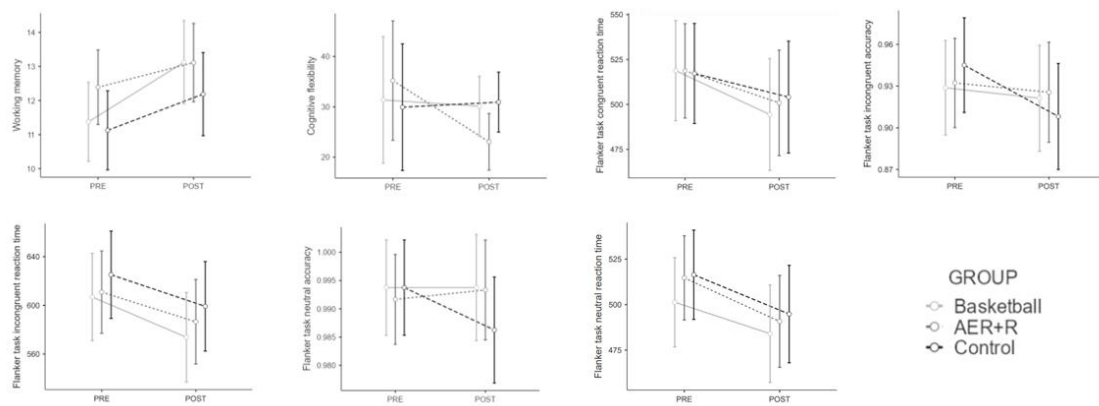 Working memory
14
13
12
11
10
PRE
POST
Cognitive flexibility
40
30
20
PRE
POST
Flanker task congruent reaction time
550
525
500
475
PRE
POST
Flanker task incongruent accuracy
0.96
0.93
0.90
0.87
PRE
POST
Flanker task incongruent reaction time
640
600
560
PRE
POST
Flanker task neutral accuracy
1.000
0.995
0.990
0.985
0.980
PRE
POST
Flanker task neutral reaction time
525
500
475
PRE
POST
GROUP
Basketball
AER+R
Control